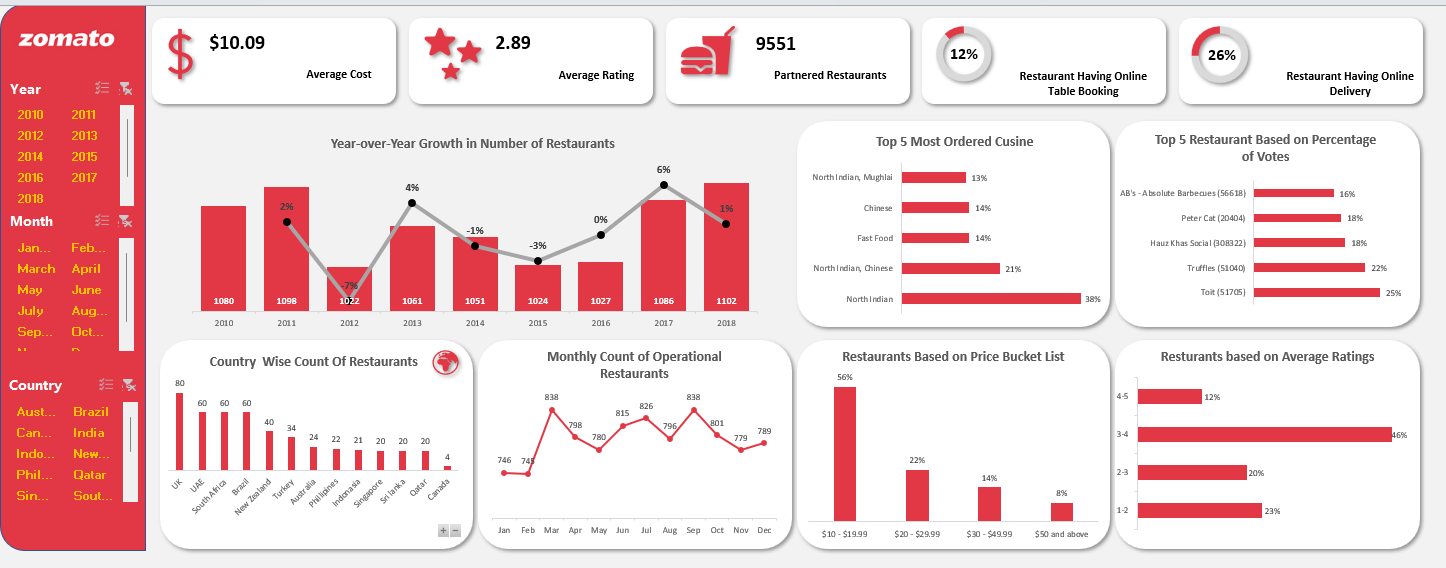 zomato
Year
2010 2011
2012 2013
2014 2015
2016 2017
2018
Month
Jan... Feb...
March April
May June
July Aug...
Sep... Oct...
Country
Aust... Brazil
Can... India
Indo... New...
Phil... Qatar
Sin... Sout...
$10.09
Average Cost
2.89
Average Rating
9551
Partnered Restaurants
12%
Restaurant Having Online
Table Booking
26%
Restaurant Having Online
Delivery
Year-over-Year Growth in Number of Restaurants
2% -7% 4% -1% -3% 0% 6% 1%
1080 1098 1022 1061 1051 1024 1027 1086 1102
2010 2011 2012 2013 2014 2015 2016 2017 2018
Top 5 Most Ordered Cusine
North Indian, Mughlai 13%
Chinese 14%
Fast Food 14%
North Indian, Chinese 21%
North Indian 38%
Top 5 Restaurant Based on Percentage
of Votes
AB's - Absolute Barbecues (56618) 16%
Peter Cat (20404) 18%
Hauz Khas Social (308322) 18%
Truffles (51040) 22%
Toit (51705) 25%
Country Wise Count Of Restaurants
80 60 60 60 40 34 24 22 21 20 20 20 4
UK UAE South Africa Brazil New Zealand Turkey Australia Phillipines Indonasia Singapore Sri lanka Qatar Canada
Monthly Count of Operational
Restaurants
746 745 838 798 780 815 826 796 838 801 779 789
Jan Feb Mar Apr May Jun Jul Aug Sep Oct Nov Dec
Restaurants Based on Price Bucket List
56% 22% 14% 8%
$10 - $19.99 $20 - $29.99 $30 - $49.99 $50 and above
Resturants based on Average Ratings
4-5 12%
3-4 46%
2-3 20%
1-2 23%